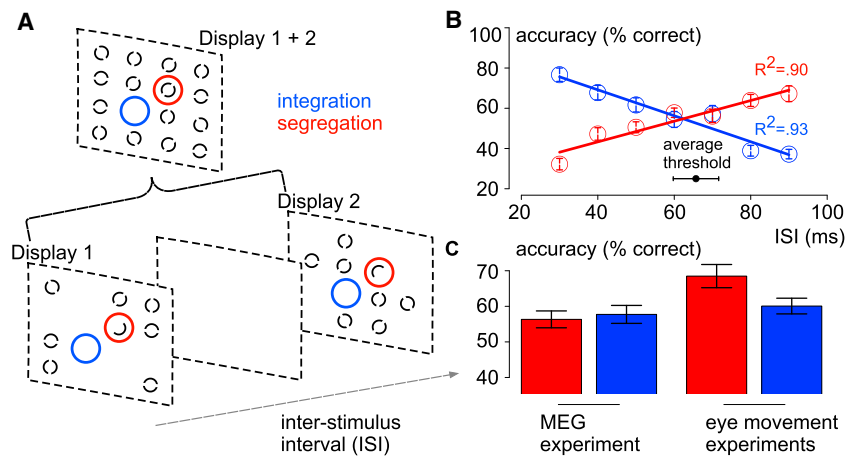 A
Display 1 + 2
integration
segregation
Display 2
Display 1
inter-stimulus
interval (ISI)
B
accuracy (% correct)
100
80
60
40
20
R²=.90
R²=.93
average
threshold
20 40 60 80 100
ISI (ms)
C
accuracy (% correct)
70
60
50
40
MEG
experiment
eye movement
experiments